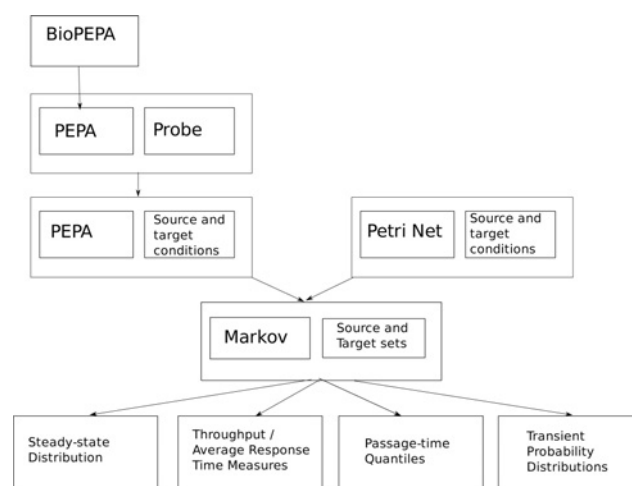 BioPEPA
PEPA
Probe
PEPA
Source and
target
conditions
Petri Net
Source and
target
conditions
Markov
Source and
Target sets
Steady-state
Distribution
Throughput /
Average Response
Time Measures
Passage-time
Quantiles
Transient
Probability
Distributions